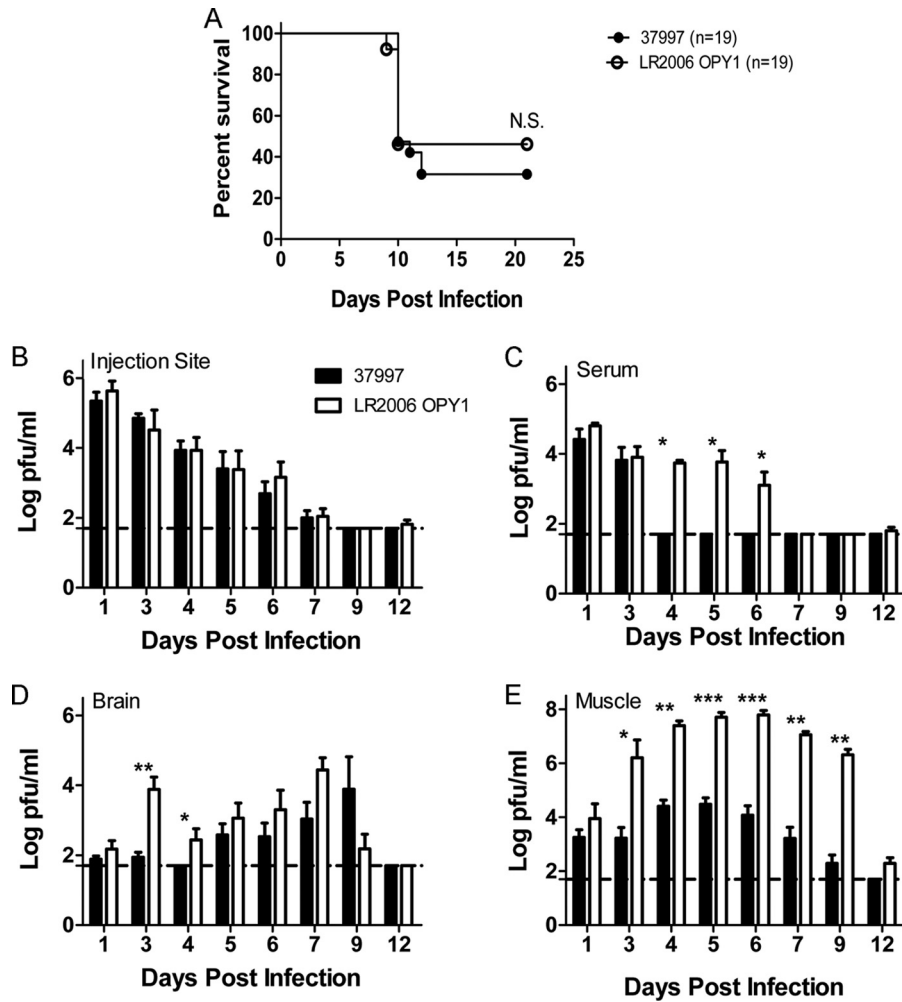 A
Percent survival
100
80
60
40
20
0
0 5 10 15 20 25
Days Post Infection
N.S.
37997 (n=19)
LR2006 OPY1 (n=19)
B
Injection Site
37997
LR2006 OPY1
Log pfu/ml
6
4
2
0
1 3 4 5 6 7 9 12
Days Post Infection
C
Serum
Log pfu/ml
6
4
2
0
* * *
1 3 4 5 6 7 9 12
Days Post Infection
D
Brain
Log pfu/ml
6
4
2
0
** *
1 3 4 5 6 7 9 12
Days Post Infection
E
Muscle
Log pfu/ml
8
6
4
2
0
* ** *** *** ** **
1 3 4 5 6 7 9 12
Days Post Infection